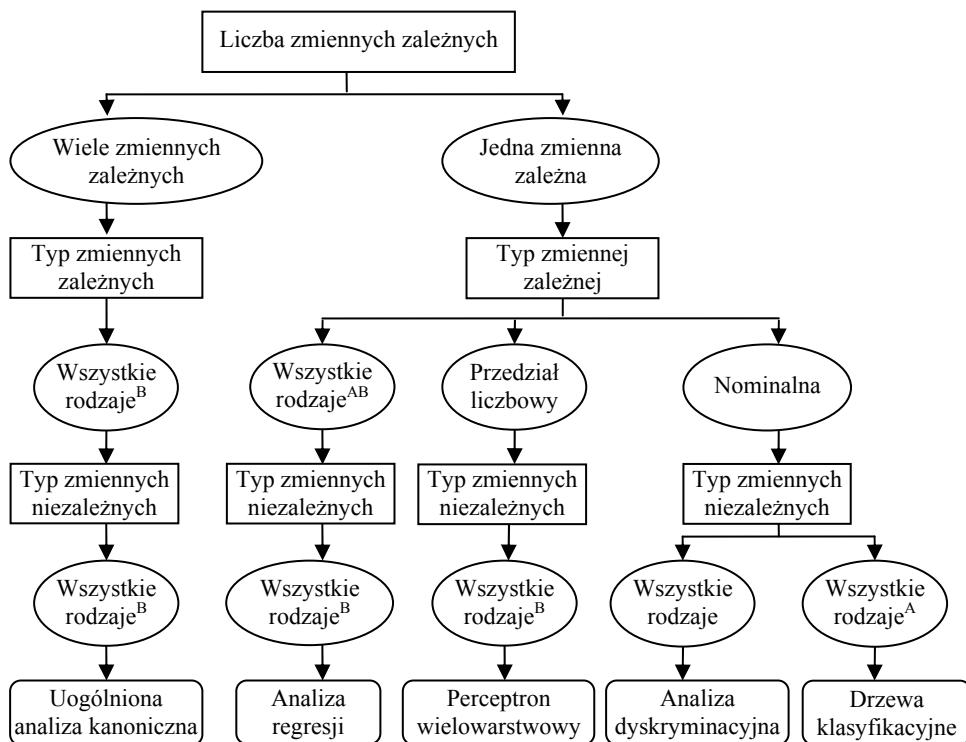 Liczba zmiennych zależnych
Wiele zmiennych
zależnych
Jedna zmienna
zależna
Typ zmiennych
zależnych
Typ zmiennej
zależnej
Wszystkie
rodzaje^B
Wszystkie
rodzaje^AB
Przedział
liczbowy
Nominalna
Typ zmiennych
niezależnych
Typ zmiennych
niezależnych
Typ zmiennych
niezależnych
Typ zmiennych
niezależnych
Wszystkie
rodzaje^B
Wszystkie
rodzaje^B
Wszystkie
rodzaje^B
Wszystkie
rodzaje
Wszystkie
rodzaje^A
Uogólniona
analiza kanoniczna
Analiza
regresji
Perceptron
wielowarstwowy
Analiza
dyskryminacyjna
Drzewa
klasyfikacyjne